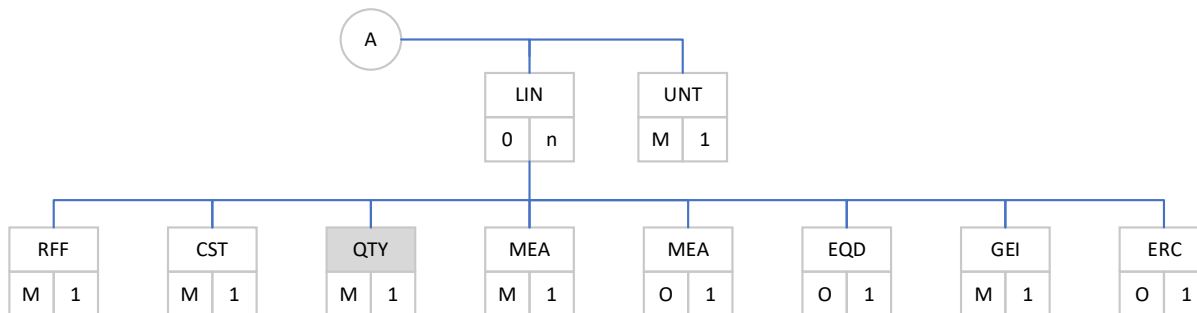 A
LIN UNT
0 n M 1
RFF CST QTY MEA MEA EQD GEI ERC
M 1 M 1 M 1 M 1 O 1 O 1 M 1 O 1